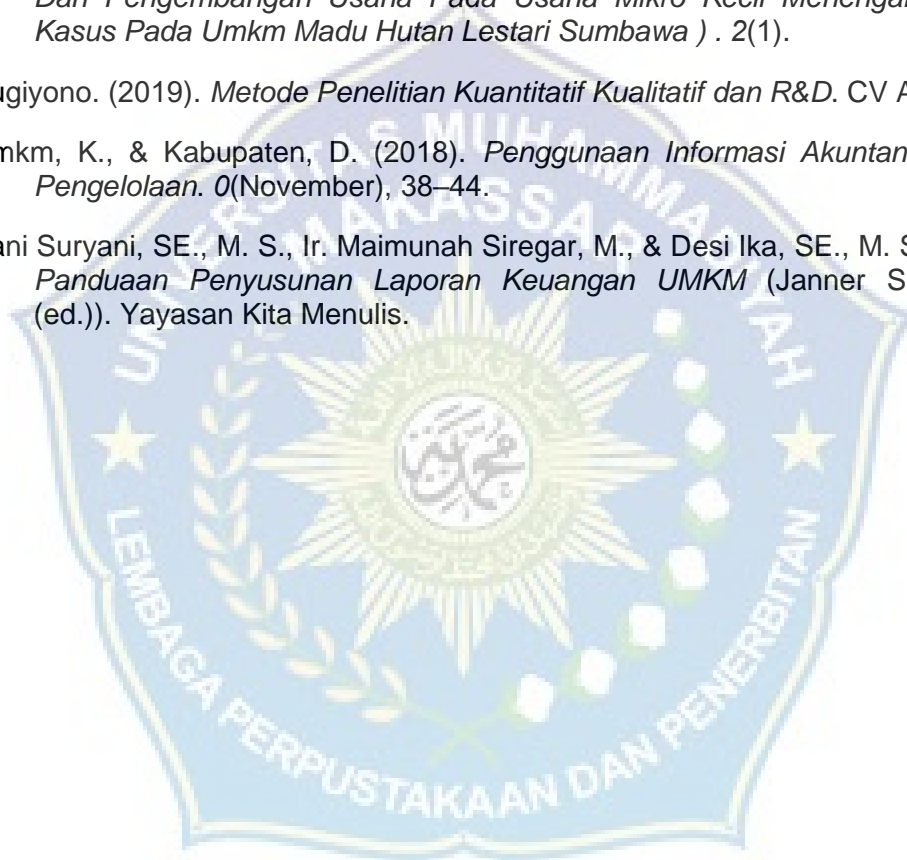 Dan Pengembangan Usaha Pada Usaha Mikro Kecil Menengah
Kasus Pada Umkm Madu Hutan Lestari Sumbawa ) . 2(1).
ugiyono. (2019). Metode Penelitian Kuantitatif Kualitatif dan R&D. CV A
mkm, K., & Kabupaten, D. (2018). Penggunaan Informasi Akuntan
Pengelolaan. 0(November), 38–44.
ani Suryani, SE., M. S., Ir. Maimunah Siregar, M., & Desi Ika, SE., M. S
Panduaan Penyusunan Laporan Keuangan UMKM (Janner S
(ed.)). Yayasan Kita Menulis.
UNIVERSITAS MUHAMMADIYAH
MAKASSAR
LEMBAGA PERPUSTAKAAN DAN PENERBITAN